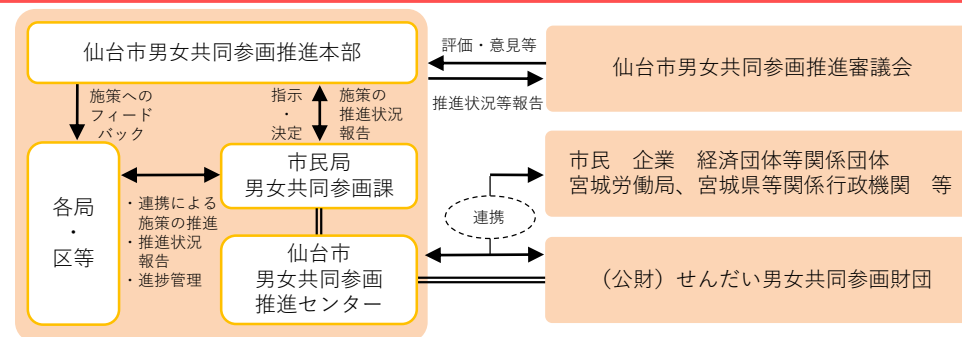 仙台市男女共同参画推進本部
評価・意見等
推進状況等報告
仙台市男女共同参画推進審議会
施策への
フィード
バック
指示
・
決定
施策の
推進状況
報告
各局
・
区等
・連携による
施策の推進
・推進状況
報告
・進捗管理
市民局
男女共同参画課
仙台市
男女共同参画
推進センター
連携
市民　企業　経済団体等関係団体
宮城労働局、宮城県等関係行政機関　等
（公財）せんだい男女共同参画財団